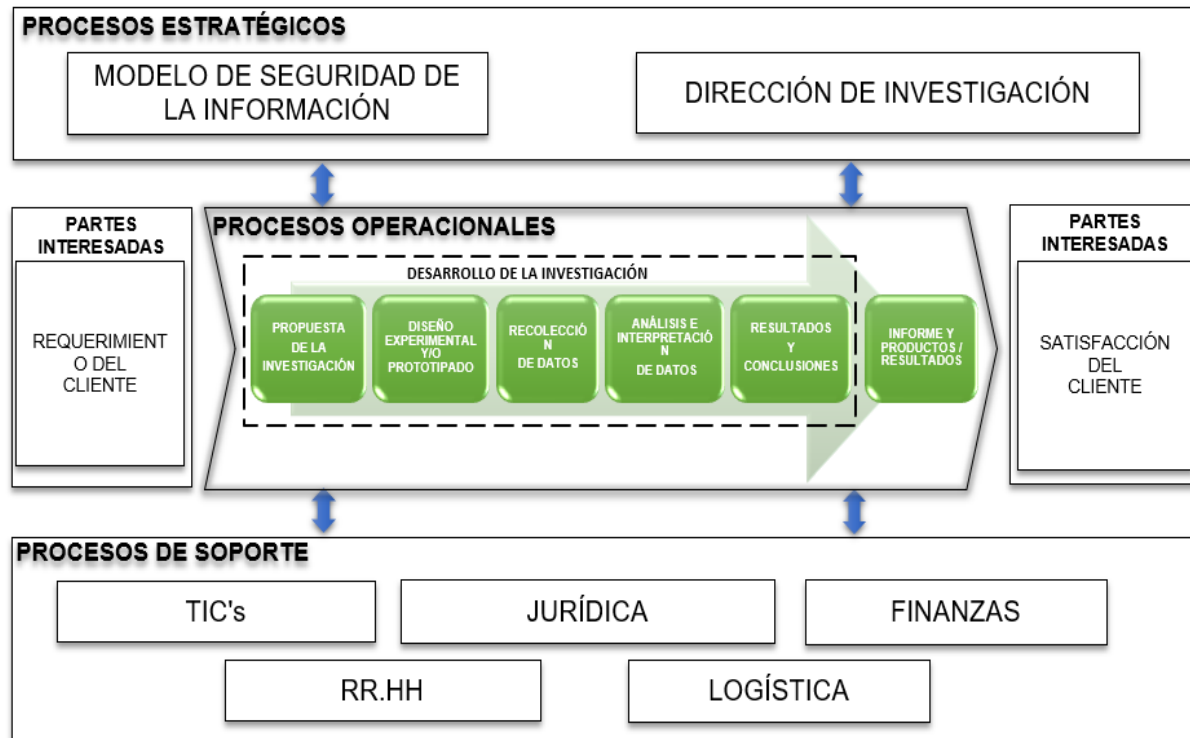 PROCESOS ESTRATÉGICOS
MODELO DE SEGURIDAD DE
LA INFORMACIÓN
DIRECCIÓN DE INVESTIGACIÓN
PARTES
INTERESADAS
REQUERIMIENT
O DEL
CLIENTE
PROCESOS OPERACIONALES
DESARROLLO DE LA INVESTIGACIÓN
PROPUESTA
DE LA
INVESTIGACIÓN
DISEÑO
EXPERIMENTAL
Y/O
PROTOTIPADO
RECOLECCIÓ
N
DE DATOS
ANÁLISIS E
INTERPRETACIÓ
N
DE DATOS
RESULTADOS
Y
CONCLUSIONES
INFORME Y
PRODUCTOS /
RESULTADOS
PARTES
INTERESADAS
SATISFACCIÓN
DEL
CLIENTE
PROCESOS DE SOPORTE
TIC's
JURÍDICA
FINANZAS
RR.HH
LOGÍSTICA